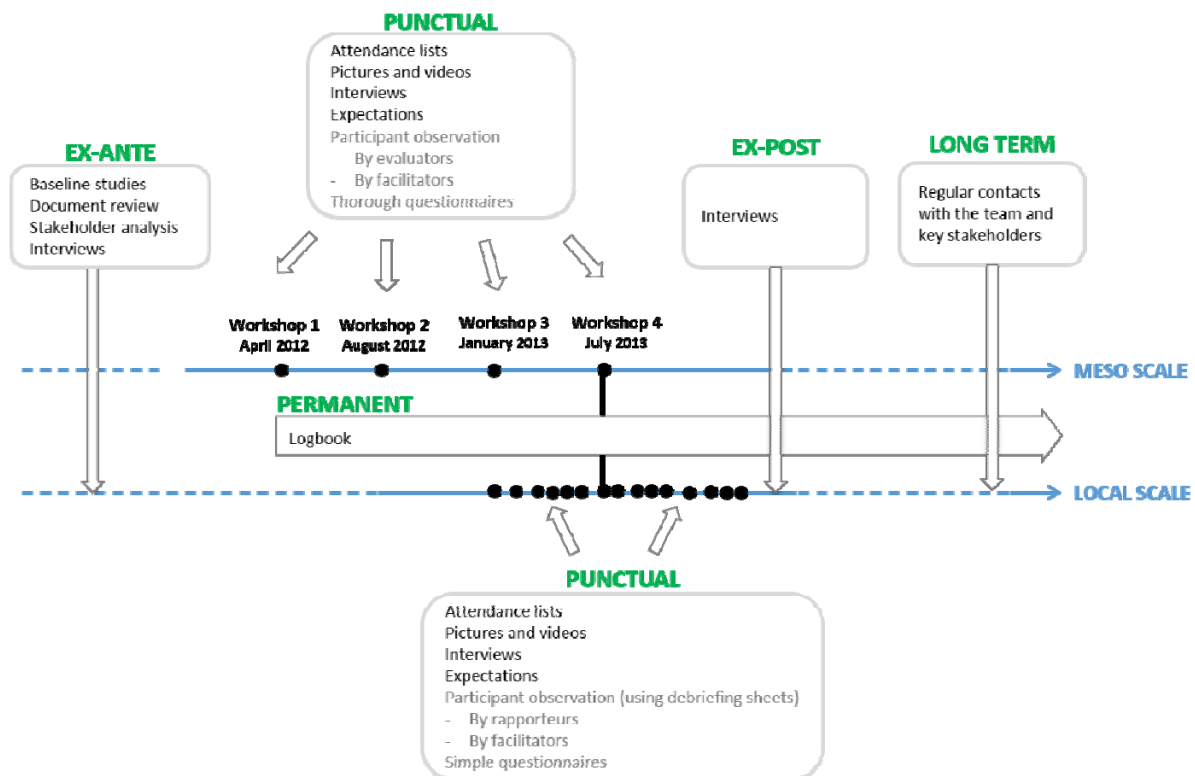 PUNCTUAL
Attendance lists
Pictures and videos
Interviews
Expectations
Participant observation
By evaluators
- By facilitators
Thorough questionnaires
EX-ANTE
Baseline studies
Document review
Stakeholder analysis
Interviews
EX-POST
Interviews
LONG TERM
Regular contacts
with the team and
key stakeholders
Workshop 1
April 2012
Workshop 2
August 2012
Workshop 3
January 2013
Workshop 4
July 2013
MESO SCALE
PERMANENT
Logbook
LOCAL SCALE
PUNCTUAL
Attendance lists
Pictures and videos
Interviews
Expectations
Participant observation (using debriefing sheets)
- By rapporteurs
- By facilitators
Simple questionnaires